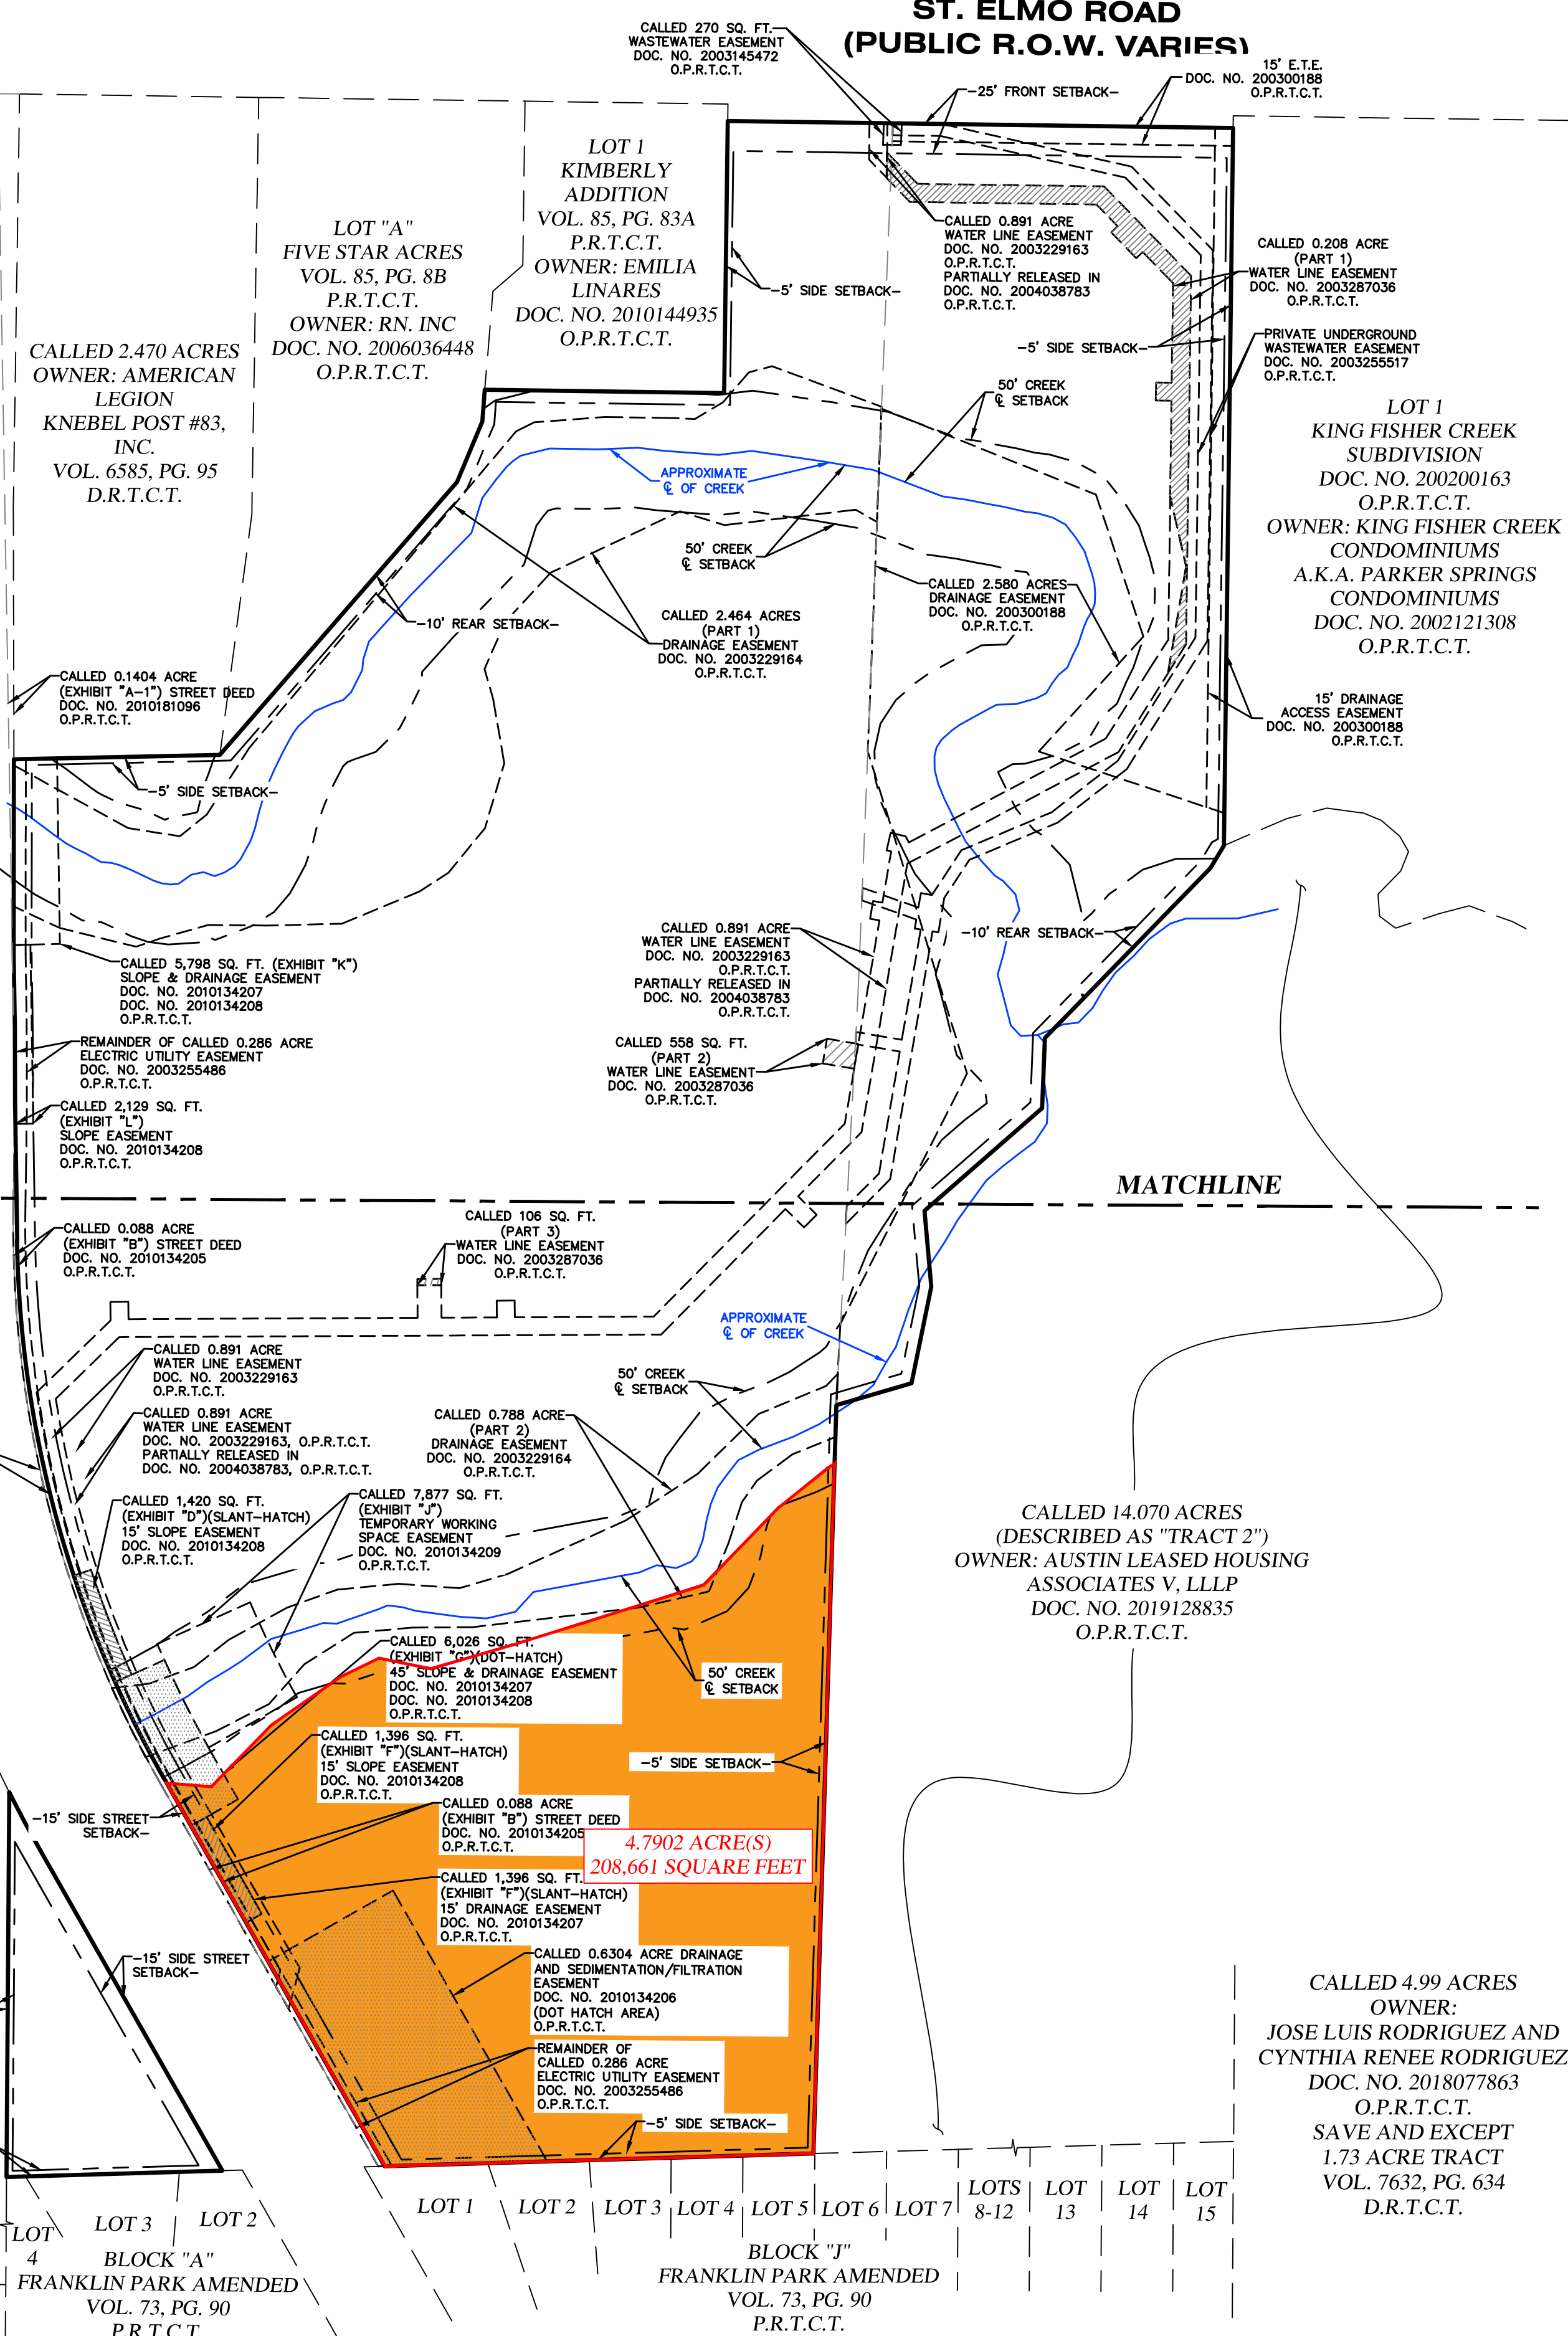 ST. ELMO ROAD
(PUBLIC R.O.W. VARIES)
CALLED 270 SQ. FT.
WASTEWATER EASEMENT
DOC. NO. 2003145472
O.P.R.T.C.T.
15' E.T.E.
DOC. NO. 200300188
O.P.R.T.C.T.
-25' FRONT SETBACK-
LOT 1
KIMBERLY
ADDITION
VOL. 85, PG. 83A
P.R.T.C.T.
OWNER: EMILIA
LINARES
DOC. NO. 2010144935
O.P.R.T.C.T.
LOT "A"
FIVE STAR ACRES
VOL. 85, PG. 8B
P.R.T.C.T.
OWNER: RN. INC
DOC. NO. 2006036448
O.P.R.T.C.T.
CALLED 2.470 ACRES
OWNER: AMERICAN
LEGION
KNEBEL POST #83,
INC.
VOL. 6585, PG. 95
D.R.T.C.T.
CALLED 0.891 ACRE
WATER LINE EASEMENT
DOC. NO. 2003229163
O.P.R.T.C.T.
PARTIALLY RELEASED IN
DOC. NO. 2004038783
O.P.R.T.C.T.
CALLED 0.208 ACRE
(PART 1)
WATER LINE EASEMENT
DOC. NO. 2003287036
O.P.R.T.C.T.
-5' SIDE SETBACK-
-5' SIDE SETBACK-
PRIVATE UNDERGROUND
WASTEWATER EASEMENT
DOC. NO. 2003255517
O.P.R.T.C.T.
50' CREEK
℄ SETBACK
LOT 1
KING FISHER CREEK
SUBDIVISION
DOC. NO. 200200163
O.P.R.T.C.T.
OWNER: KING FISHER CREEK
CONDOMINIUMS
A.K.A. PARKER SPRINGS
CONDOMINIUMS
DOC. NO. 2002121308
O.P.R.T.C.T.
APPROXIMATE
℄ OF CREEK
50' CREEK
℄ SETBACK
CALLED 2.580 ACRES
DRAINAGE EASEMENT
DOC. NO. 200300188
O.P.R.T.C.T.
-10' REAR SETBACK-
CALLED 2.464 ACRES
(PART 1)
DRAINAGE EASEMENT
DOC. NO. 2003229164
O.P.R.T.C.T.
CALLED 0.1404 ACRE
(EXHIBIT "A-1") STREET DEED
DOC. NO. 2010181096
O.P.R.T.C.T.
15' DRAINAGE
ACCESS EASEMENT
DOC. NO. 200300188
O.P.R.T.C.T.
-5' SIDE SETBACK-
CALLED 0.891 ACRE
WATER LINE EASEMENT
DOC. NO. 2003229163
O.P.R.T.C.T.
PARTIALLY RELEASED IN
DOC. NO. 2004038783
O.P.R.T.C.T.
-10' REAR SETBACK-
CALLED 5,798 SQ. FT. (EXHIBIT "K")
SLOPE & DRAINAGE EASEMENT
DOC. NO. 2010134207
DOC. NO. 2010134208
O.P.R.T.C.T.
REMAINDER OF CALLED 0.286 ACRE
ELECTRIC UTILITY EASEMENT
DOC. NO. 2003255486
O.P.R.T.C.T.
CALLED 558 SQ. FT.
(PART 2)
WATER LINE EASEMENT
DOC. NO. 2003287036
O.P.R.T.C.T.
CALLED 2,129 SQ. FT.
(EXHIBIT "L")
SLOPE EASEMENT
DOC. NO. 2010134208
O.P.R.T.C.T.
MATCHLINE
CALLED 0.088 ACRE
(EXHIBIT "B") STREET DEED
DOC. NO. 2010134205
O.P.R.T.C.T.
CALLED 106 SQ. FT.
(PART 3)
WATER LINE EASEMENT
DOC. NO. 2003287036
O.P.R.T.C.T.
APPROXIMATE
℄ OF CREEK
CALLED 0.891 ACRE
WATER LINE EASEMENT
DOC. NO. 2003229163
O.P.R.T.C.T.
50' CREEK
℄ SETBACK
CALLED 0.891 ACRE
WATER LINE EASEMENT
DOC. NO. 2003229163, O.P.R.T.C.T.
PARTIALLY RELEASED IN
DOC. NO. 2004038783, O.P.R.T.C.T.
CALLED 0.788 ACRE
(PART 2)
DRAINAGE EASEMENT
DOC. NO. 2003229164
O.P.R.T.C.T.
CALLED 1,420 SQ. FT.
(EXHIBIT "D")(SLANT-HATCH)
15' SLOPE EASEMENT
DOC. NO. 2010134208
O.P.R.T.C.T.
CALLED 7,877 SQ. FT.
(EXHIBIT "J")
TEMPORARY WORKING
SPACE EASEMENT
DOC. NO. 2010134209
O.P.R.T.C.T.
CALLED 14.070 ACRES
(DESCRIBED AS "TRACT 2")
OWNER: AUSTIN LEASED HOUSING
ASSOCIATES V, LLLP
DOC. NO. 2019128835
O.P.R.T.C.T.
CALLED 6,026 SQ. FT.
(EXHIBIT "G")(DOT-HATCH)
45' SLOPE & DRAINAGE EASEMENT
DOC. NO. 2010134207
DOC. NO. 2010134208
O.P.R.T.C.T.
50' CREEK
℄ SETBACK
CALLED 1,396 SQ. FT.
(EXHIBIT "F")(SLANT-HATCH)
15' SLOPE EASEMENT
DOC. NO. 2010134208
O.P.R.T.C.T.
-5' SIDE SETBACK-
-15' SIDE STREET
SETBACK-
CALLED 0.088 ACRE
(EXHIBIT "B") STREET DEED
DOC. NO. 2010134205
O.P.R.T.C.T.
4.7902 ACRE(S)
208,661 SQUARE FEET
CALLED 1,396 SQ. FT.
(EXHIBIT "F")(SLANT-HATCH)
15' DRAINAGE EASEMENT
DOC. NO. 2010134207
O.P.R.T.C.T.
-15' SIDE STREET
SETBACK-
CALLED 0.6304 ACRE DRAINAGE
AND SEDIMENTATION/FILTRATION
EASEMENT
DOC. NO. 2010134206
(DOT HATCH AREA)
O.P.R.T.C.T.
REMAINDER OF
CALLED 0.286 ACRE
ELECTRIC UTILITY EASEMENT
DOC. NO. 2003255486
O.P.R.T.C.T.
-5' SIDE SETBACK-
CALLED 4.99 ACRES
OWNER:
JOSE LUIS RODRIGUEZ AND
CYNTHIA RENEE RODRIGUEZ
DOC. NO. 2018077863
O.P.R.T.C.T.
SAVE AND EXCEPT
1.73 ACRE TRACT
VOL. 7632, PG. 634
D.R.T.C.T.
LOT
4
LOT 3
LOT 2
LOT 1
LOT 2
LOT 3
LOT 4
LOT 5
LOT 6
LOT 7
LOTS
8-12
LOT
13
LOT
14
LOT
15
BLOCK "A"
FRANKLIN PARK AMENDED
VOL. 73, PG. 90
P.R.T.C.T.
BLOCK "J"
FRANKLIN PARK AMENDED
VOL. 73, PG. 90
P.R.T.C.T.